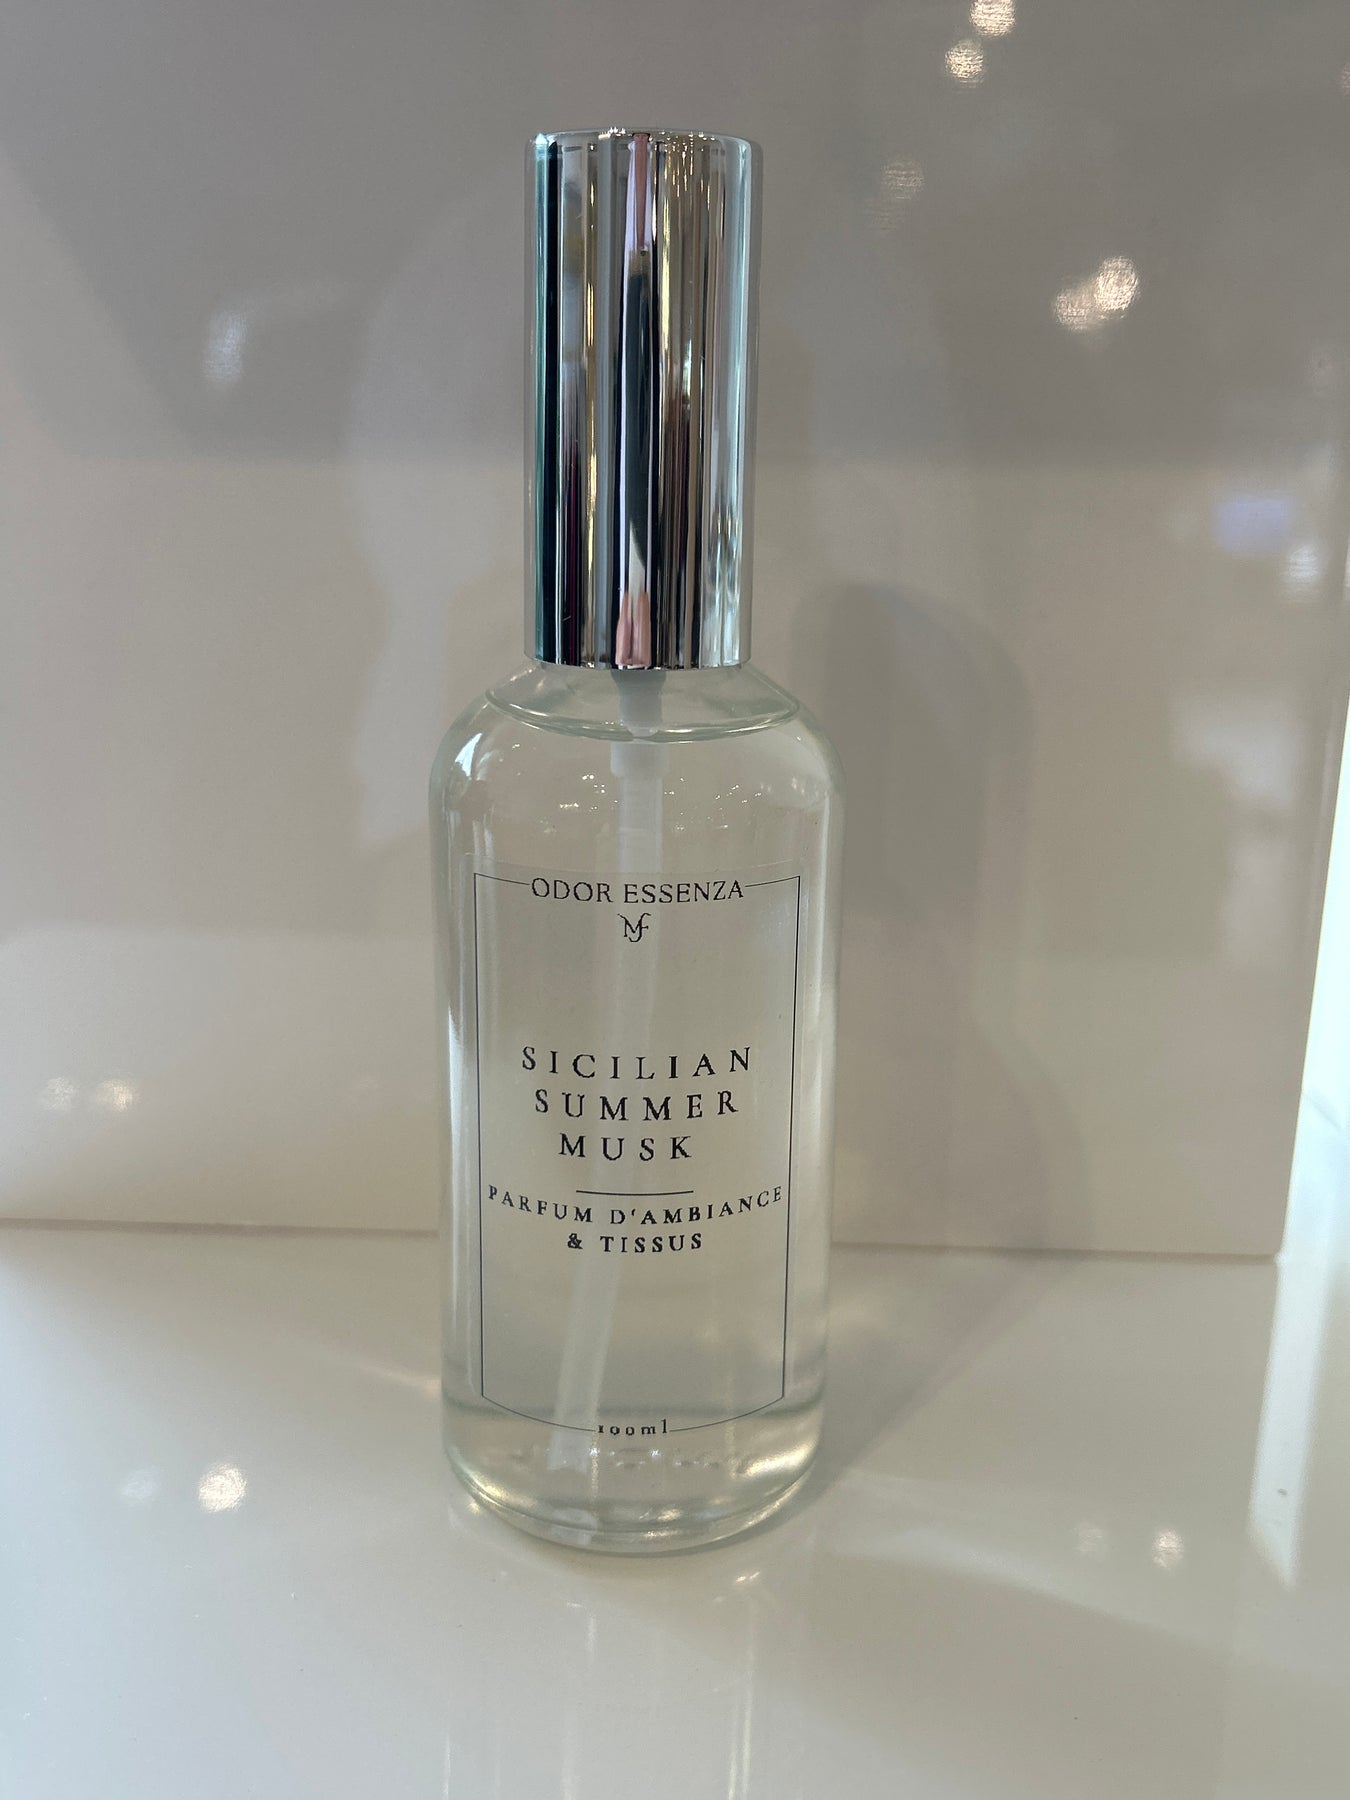 ODOR ESSENZA
MF
SICILIAN
SUMMER
MUSK
PARFUM D'AMBIANCE
& TISSUS
100ml